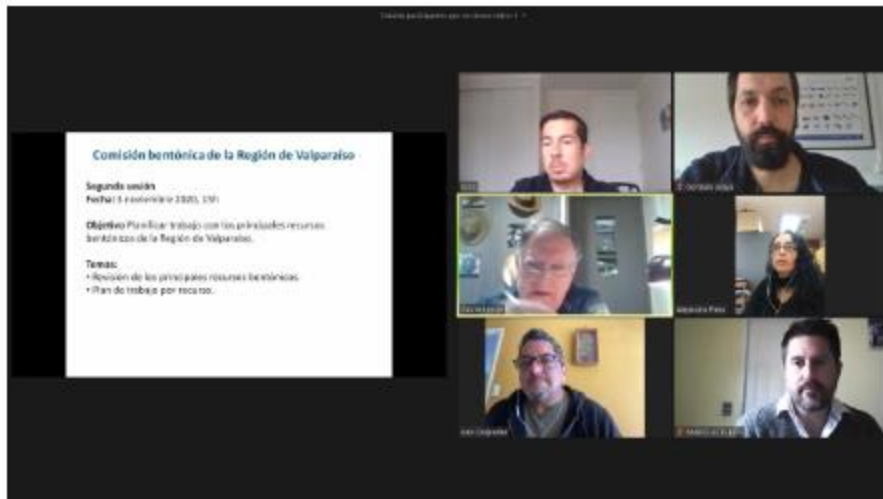 Comisión bentónica de la Región de Valparaíso
Segunda sesión
Fecha: 3 noviembre 2020, 15h
Objetivo Planificar trabajo con los principales recursos
bentónicos de la Región de Valparaíso.
Temas:
• Revisión de los principales recursos bentónicos
• Plan de trabajo por recurso.